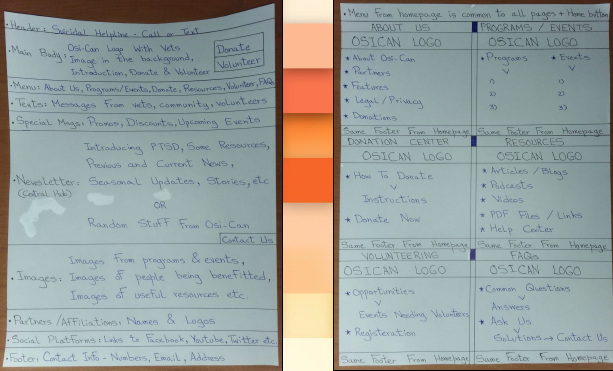 • Header: Suicidal Helpline - Call or Text
• Main Body: Osi-Can Logo With Vets
Image in the background,
Introduction, Donate & Volunteer
Donate
Volunteer
• Menu: About Us, Programs/Events, Donate, Resources, Volunteer, FAQs
• Texts: Messages From vets, community, volunteers
• Special Msgs: Promos, Discounts, Upcoming Events
Introducing PTSD, Some Resources,
Previous and Current News,
• Newsletter: Seasonal Updates, Stories, etc
(Central Hub)
OR
Random Stuff From Osi-Can
Contact Us
Images From programs & events,
• Images: Images of people being benefitted,
Images of useful resources etc.
• Partners/Affiliations: Names & Logos
• Social Platforms: Links to Facebook, Youtube, Twitter etc
• Footer: Contact Info - Numbers, Email, Address
• Menu From homepage is common to all pages + Home button
ABOUT US
OSICAN LOGO
★ About Osi-Can
★ Partners
★ Features
★ Legal / Privacy
★ Donations
Same Footer From Homepage
PROGRAMS / EVENTS
OSICAN LOGO
★ Programs ★ Events
1) 1)
2) 2)
3) 3)
Same Footer From Homepage
DONATION CENTER
OSICAN LOGO
★ How To Donate
Instructions
★ Donate Now
Same Footer From Homepage
RESOURCES
OSICAN LOGO
★ Articles / Blogs
★ Podcasts
★ Videos
★ PDF Files / Links
★ Help Center
Same Footer From Homepage
VOLUNTEERING
OSICAN LOGO
★ Opportunities
Events Needing Volunteers
★ Registeration
Same Footer From Homepage
FAQs
OSICAN LOGO
★ Common Questions
Answers
★ Ask Us
Solutions → Contact Us
Same Footer From Homepage